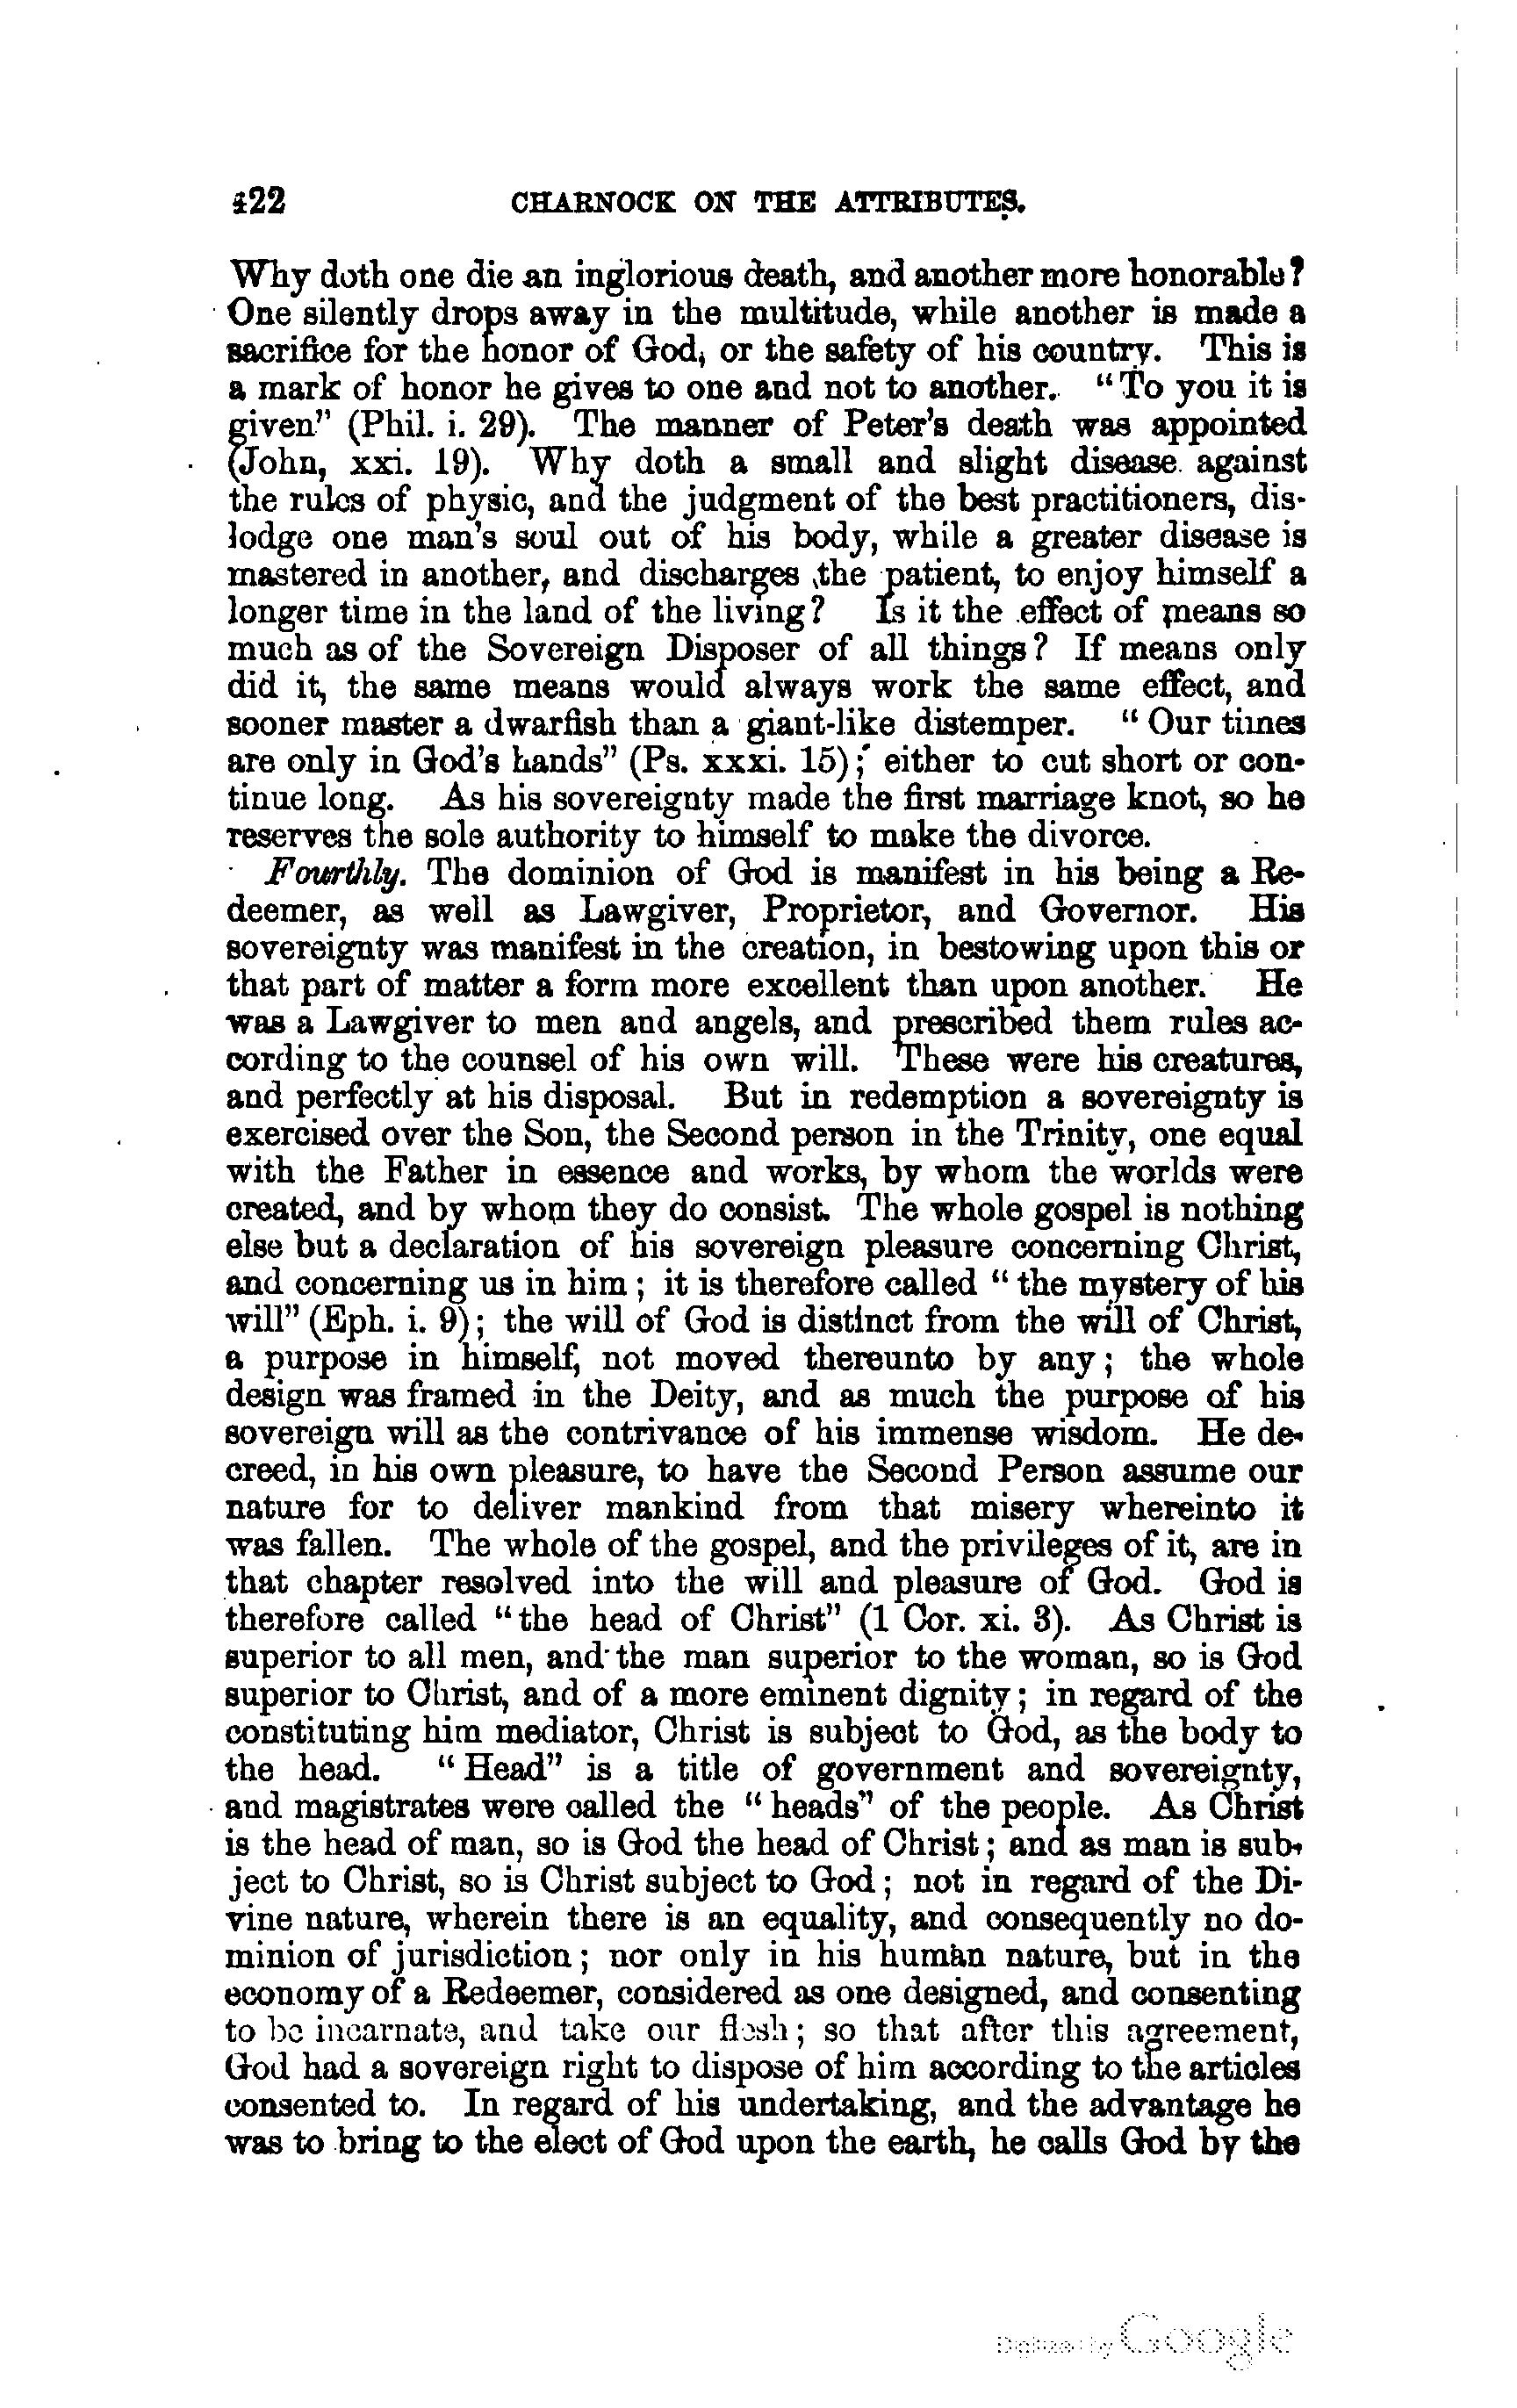 422 CHARNOCK ON THE ATTRIBUTES.
Why doth one die an inglorious death, and another more honorable?
One silently drops away in the multitude, while another is made a
sacrifice for the honor of God, or the safety of his country. This is
a mark of honor he gives to one and not to another. "To you it is
given" (Phil. i. 29). The manner of Peter's death was appointed
(John, xxi. 19). Why doth a small and slight disease against
the rules of physic, and the judgment of the best practitioners, dis-
lodge one man's soul out of his body, while a greater disease is
mastered in another, and discharges the patient, to enjoy himself a
longer time in the land of the living? Is it the effect of means so
much as of the Sovereign Disposer of all things? If means only
did it, the same means would always work the same effect, and
sooner master a dwarfish than a giant-like distemper. "Our times
are only in God's hands" (Ps. xxxi. 15); either to cut short or con-
tinue long. As his sovereignty made the first marriage knot, so he
reserves the sole authority to himself to make the divorce.
Fourthly. The dominion of God is manifest in his being a Re-
deemer, as well as Lawgiver, Proprietor, and Governor. His
sovereignty was manifest in the creation, in bestowing upon this or
that part of matter a form more excellent than upon another. He
was a Lawgiver to men and angels, and prescribed them rules ac-
cording to the counsel of his own will. These were his creatures,
and perfectly at his disposal. But in redemption a sovereignty is
exercised over the Son, the Second person in the Trinity, one equal
with the Father in essence and works, by whom the worlds were
created, and by whom they do consist. The whole gospel is nothing
else but a declaration of his sovereign pleasure concerning Christ,
and concerning us in him; it is therefore called "the mystery of his
will" (Eph. i. 9); the will of God is distinct from the will of Christ,
a purpose in himself, not moved thereunto by any; the whole
design was framed in the Deity, and as much the purpose of his
sovereign will as the contrivance of his immense wisdom. He de-
creed, in his own pleasure, to have the Second Person assume our
nature for to deliver mankind from that misery whereinto it
was fallen. The whole of the gospel, and the privileges of it, are in
that chapter resolved into the will and pleasure of God. God is
therefore called "the head of Christ" (1 Cor. xi. 3). As Christ is
superior to all men, and the man superior to the woman, so is God
superior to Christ, and of a more eminent dignity; in regard of the
constituting him mediator, Christ is subject to God, as the body to
the head. "Head" is a title of government and sovereignty,
and magistrates were called the "heads" of the people. As Christ
is the head of man, so is God the head of Christ; and as man is sub-
ject to Christ, so is Christ subject to God; not in regard of the Di-
vine nature, wherein there is an equality, and consequently no do-
minion of jurisdiction; nor only in his human nature, but in the
economy of a Redeemer, considered as one designed, and consenting
to be incarnate, and take our flesh; so that after this agreement,
God had a sovereign right to dispose of him according to the articles
consented to. In regard of his undertaking, and the advantage he
was to bring to the elect of God upon the earth, he calls God by the
Digitized by Google